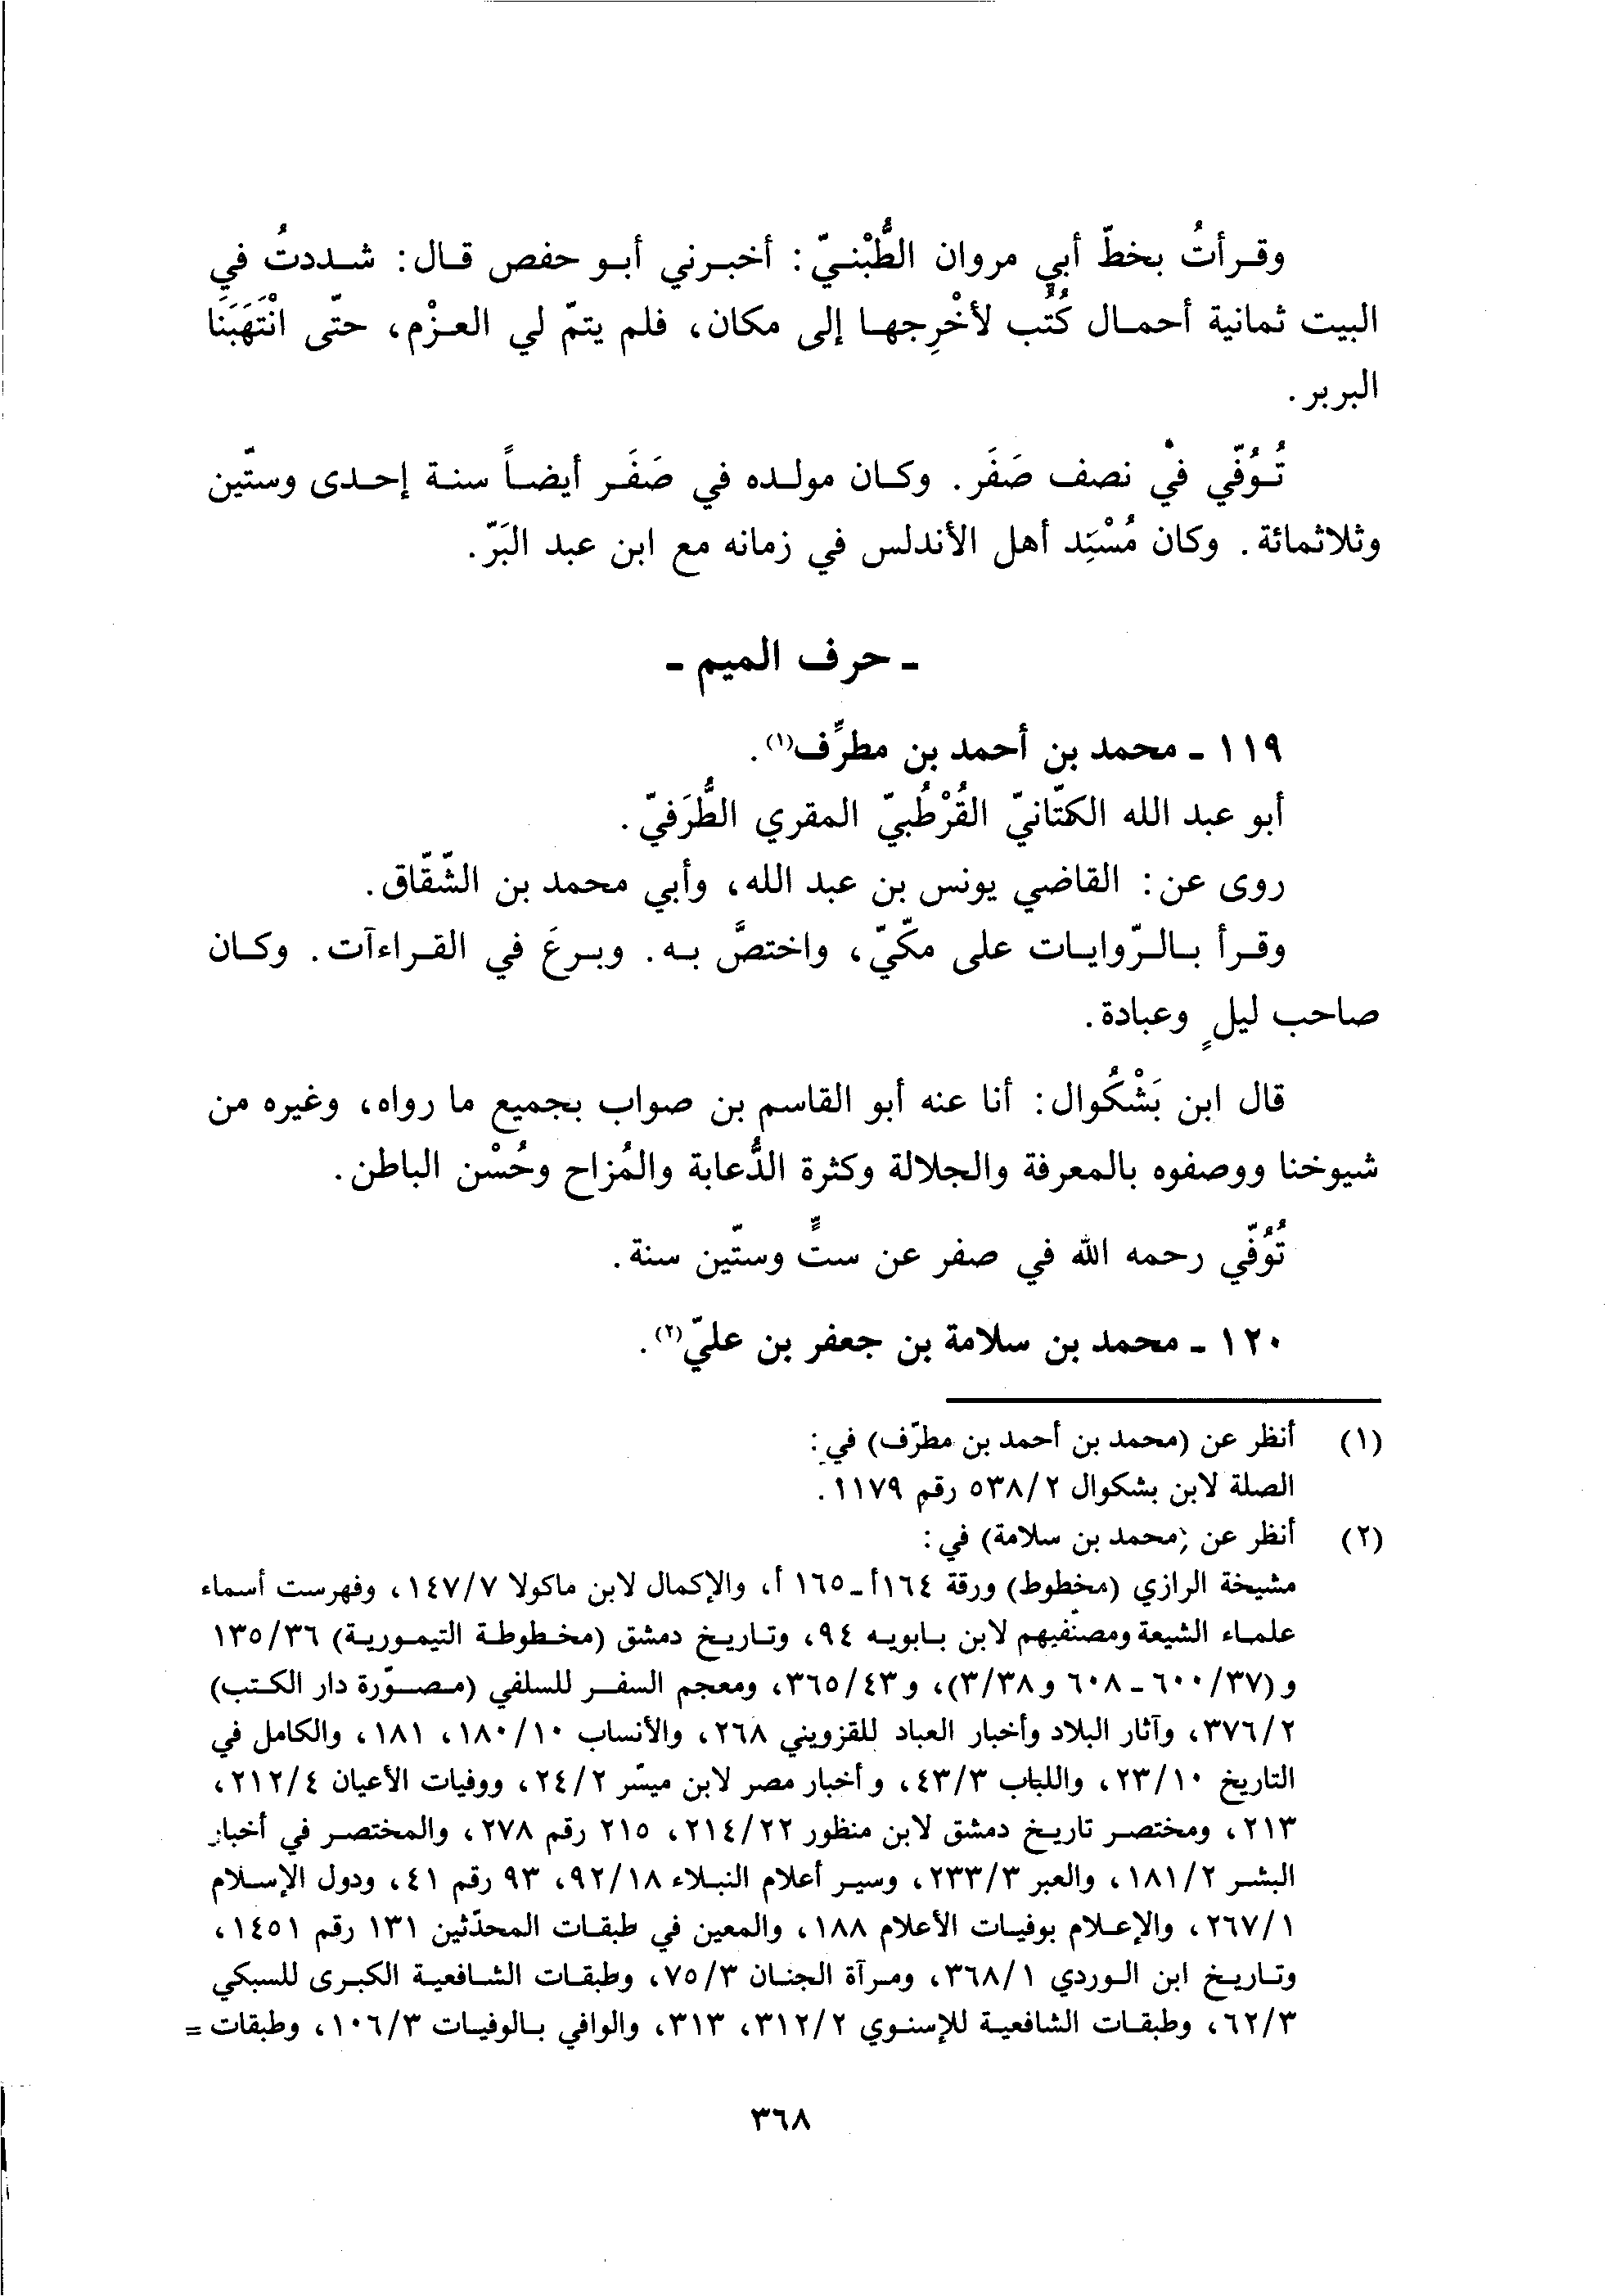 وقرأتُ بخطّ أبي مروان الطُّبْنيّ: أخبرني أبو حفص قال: شددتُ في
البيت ثمانية أحمال كُتُب لأخْرِجها إلى مكان، فلم يتمّ لي العزْم، حتّى انْتَهَبَنَا
البربر.
تُوُفّي في نصف صَفَر. وكان مولده في صَفَر أيضاً سنة إحدى وستّين
وثلاثمائة. وكان مُسْنِد أهل الأندلس في زمانه مع ابن عبد البَرّ.
- حرف الميم -
١١٩ - محمد بن أحمد بن مطرِّف(١).
أبو عبد الله الكتّانيّ القُرْطُبيّ المقري الطُّرَفيّ.
روى عن: القاضي يونس بن عبد الله، وأبي محمد بن الشّقّاق.
وقرأ بالرّوايات على مكّيّ، واختصَّ به. وبرعَ في القراءآت. وكان
صاحب ليلٍ وعبادة.
قال ابن بَشْكُوال: أنا عنه أبو القاسم بن صواب بجميع ما رواه، وغيره من
شيوخنا ووصفوه بالمعرفة والجلالة وكثرة الدُّعابة والمُزاح وحُسْن الباطن.
تُوُفّي رحمه الله في صفر عن ستٍّ وستّين سنة.
١٢٠ - محمد بن سلامة بن جعفر بن عليّ(٢).
(١) أنظر عن (محمد بن أحمد بن مطرّف) في:
الصلة لابن بشكوال ٥٣٨/٢ رقم ١١٧٩.
(٢) أنظر عن (محمد بن سلامة) في:
مشيخة الرازي (مخطوط) ورقة ١٦٤أ - ١٦٥ أ، والإكمال لابن ماكولا ١٤٧/٧، وفهرست أسماء
علماء الشيعة ومصنّفيهم لابن بابويه ٩٤، وتاريخ دمشق (مخطوطة التيمورية) ١٣٥/٣٦
و (٦٠٠/٣٧ - ٦٠٨ و٣/٣٨)، و ٣٦٥/٤٣، ومعجم السفر للسلفي (مصوّرة دار الكتب)
٣٧٦/٢، وآثار البلاد وأخبار العباد للقزويني ٢٦٨، والأنساب ١٨٠/١٠، ١٨١، والكامل في
التاريخ ٢٣/١٠، واللباب ٤٣/٣، وأخبار مصر لابن ميسّر ٢٤/٢، ووفيات الأعيان ٢١٢/٤،
٢١٣، ومختصر تاريخ دمشق لابن منظور ٢١٤/٢٢، ٢١٥ رقم ٢٧٨، والمختصر في أخبار
البشر ١٨١/٢، والعبر ٢٣٣/٣، وسير أعلام النبلاء ٩٢/١٨، ٩٣ رقم ٤١، ودول الإسلام
٢٦٧/١، والإعلام بوفيات الأعلام ١٨٨، والمعين في طبقات المحدّثين ١٣١ رقم ١٤٥١،
وتاريخ ابن الوردي ٣٦٨/١، ومرآة الجنان ٧٥/٣، وطبقات الشافعية الكبرى للسبكي
٦٢/٣، وطبقات الشافعية للإسنوي ٣١٢/٢، ٣١٣، والوافي بالوفيات ١٠٦/٣، وطبقات =
٣٦٨